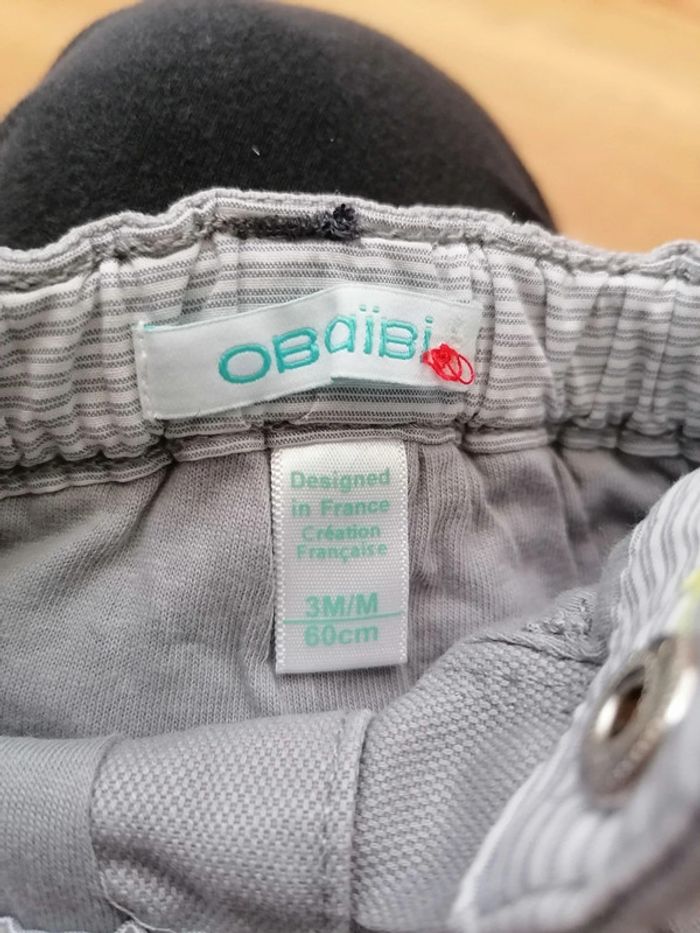 OBaïBi
Designed
in France
Création
Française
3M/M
60cm